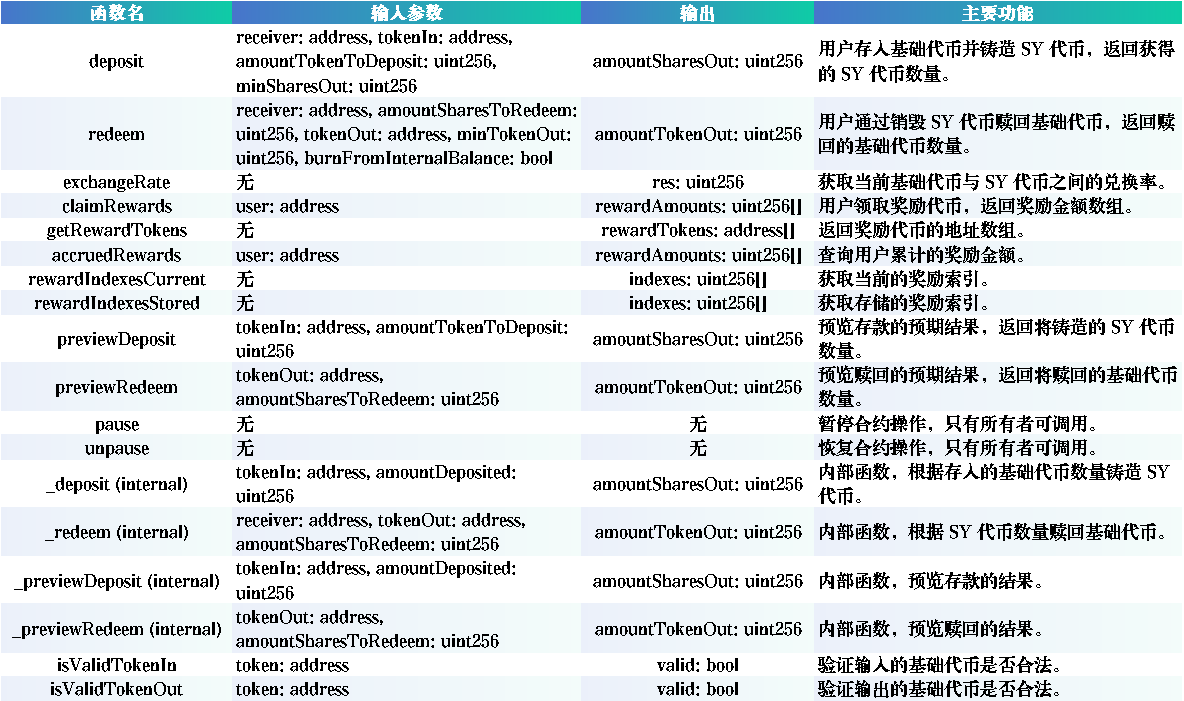 函数名 输入参数 输出 主要功能
deposit
receiver: address, tokenIn: address,
amountTokenToDeposit: uint256,
minSharesOut: uint256
amountSharesOut: uint256
用户存入基础代币并铸造 SY 代币，返回获得
的 SY 代币数量。
redeem
receiver: address, amountSharesToRedeem:
uint256, tokenOut: address, minTokenOut:
uint256, burnFromInternalBalance: bool
amountTokenOut: uint256
用户通过销毁 SY 代币赎回基础代币，返回赎
回的基础代币数量。
exchangeRate 无 res: uint256 获取当前基础代币与 SY 代币之间的兑换率。
claimRewards user: address rewardAmounts: uint256[] 用户领取奖励代币，返回奖励金额数组。
getRewardTokens 无 rewardTokens: address[] 返回奖励代币的地址数组。
accruedRewards user: address rewardAmounts: uint256[] 查询用户累计的奖励金额。
rewardIndexesCurrent 无 indexes: uint256[] 获取当前的奖励索引。
rewardIndexesStored 无 indexes: uint256[] 获取存储的奖励索引。
previewDeposit
tokenIn: address, amountTokenToDeposit:
uint256
amountSharesOut: uint256
预览存款的预期结果，返回将铸造的 SY 代币
数量。
previewRedeem
tokenOut: address,
amountSharesToRedeem: uint256
amountTokenOut: uint256
预览赎回的预期结果，返回将赎回的基础代币
数量。
pause 无 无 暂停合约操作，只有所有者可调用。
unpause 无 无 恢复合约操作，只有所有者可调用。
_deposit (internal)
tokenIn: address, amountDeposited:
uint256
amountSharesOut: uint256
内部函数，根据存入的基础代币数量铸造 SY
代币。
_redeem (internal)
receiver: address, tokenOut: address,
amountSharesToRedeem: uint256
amountTokenOut: uint256
内部函数，根据 SY 代币数量赎回基础代币。
_previewDeposit (internal)
tokenIn: address, amountDeposited:
uint256
amountSharesOut: uint256
内部函数，预览存款的结果。
_previewRedeem (internal)
tokenOut: address,
amountSharesToRedeem: uint256
amountTokenOut: uint256
内部函数，预览赎回的结果。
isValidTokenIn token: address valid: bool 验证输入的基础代币是否合法。
isValidTokenOut token: address valid: bool 验证输出的基础代币是否合法。